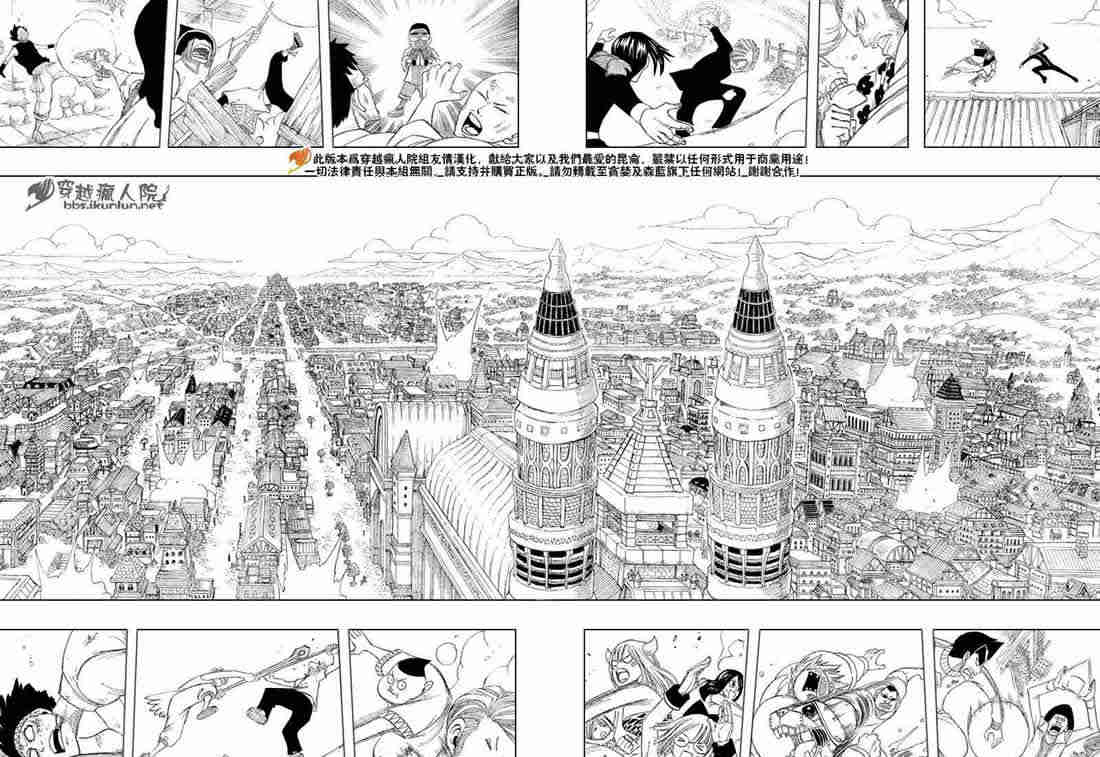 此版本爲穿越瘋人院組友情漢化，獻給大家以及我們最愛的昆侖，嚴禁以任何形式用于商業用途！
一切法律責任與本組無關，請支持并購買正版。請勿轉載至貪婪及森藍旗下任何網站！謝謝合作！
穿越瘋人院
bbs.ikunlun.net